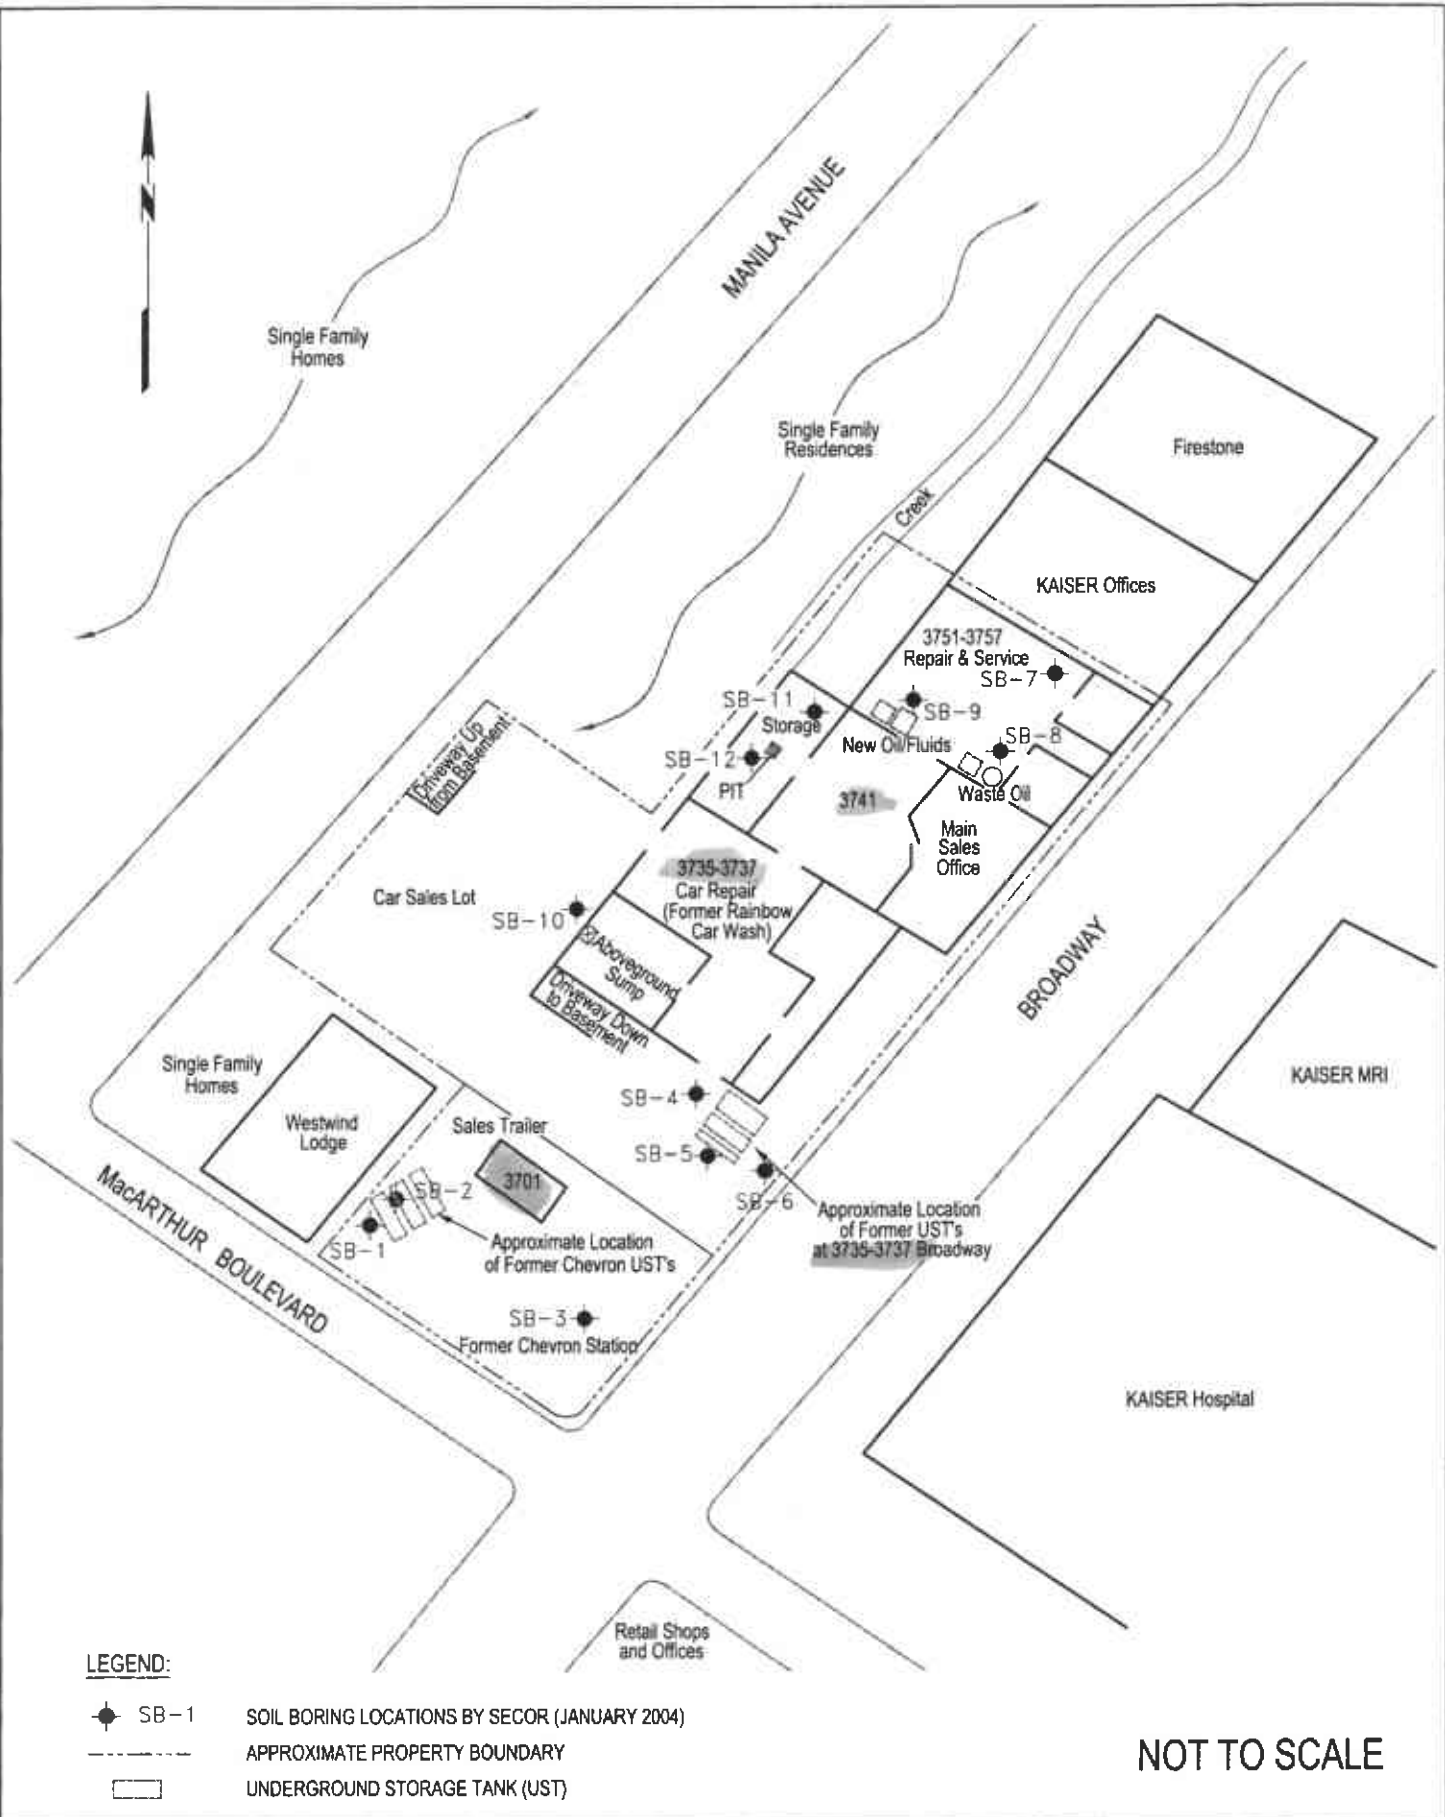 N
MANILA AVENUE
Single Family
Homes
Single Family
Residences
Firestone
Creek
KAISER Offices
3751-3757
Repair & Service
SB-7
SB-11
Storage
SB-9
New Oil/Fluids
SB-8
SB-12
PIT
Waste Oil
3741
Main
Sales
Office
Driveway Up
from Basement
3735-3737
Car Repair
(Former Rainbow
Car Wash)
Car Sales Lot
SB-10
Aboveground
Sump
Driveway Down
to Basement
BROADWAY
Single Family
Homes
Westwind
Lodge
KAISER MRI
SB-4
Sales Trailer
SB-5
3701
SB-2
SB-6
SB-1
Approximate Location
of Former UST's
at 3735-3737 Broadway
Approximate Location
of Former Chevron UST's
MacARTHUR BOULEVARD
SB-3
Former Chevron Station
KAISER Hospital
Retail Shops
and Offices
LEGEND:
SB-1 SOIL BORING LOCATIONS BY SECOR (JANUARY 2004)
APPROXIMATE PROPERTY BOUNDARY
UNDERGROUND STORAGE TANK (UST)
NOT TO SCALE